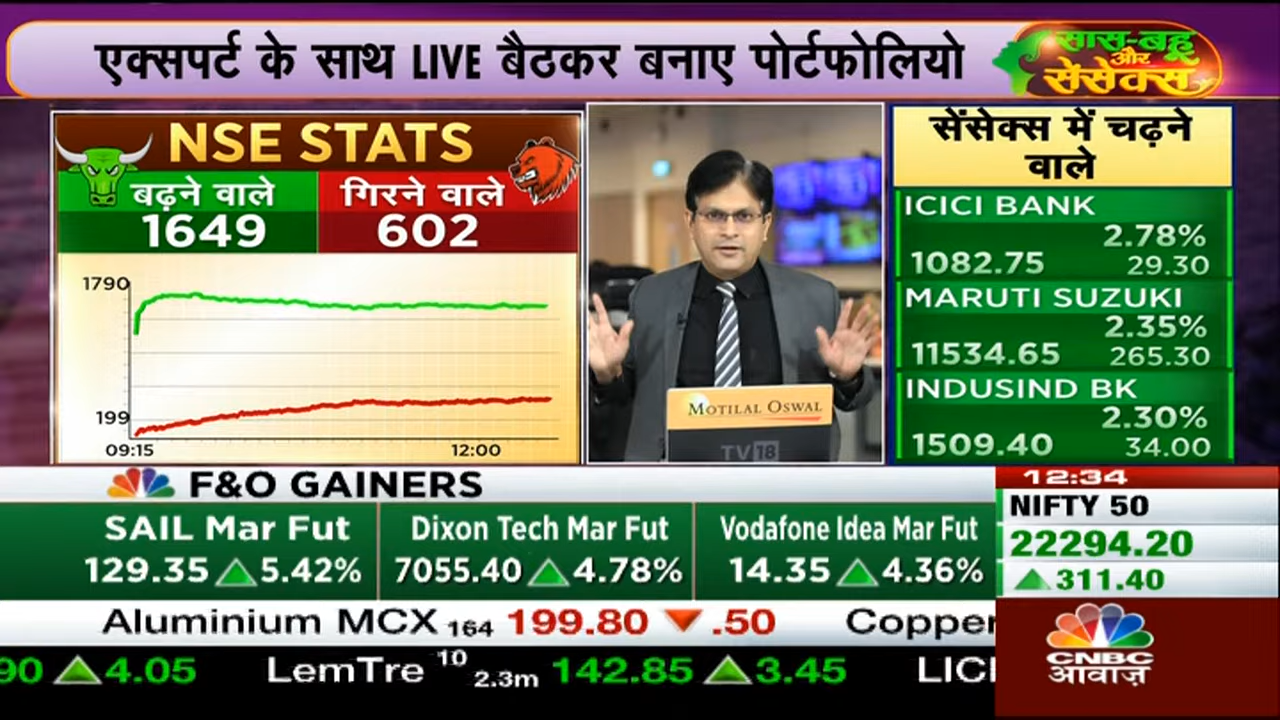 एक्सपर्ट के साथ LIVE बैठकर बनाए पोर्टफोलियो
सास-बहू
और
सेंसेक्स
NSE STATS
बढ़ने वाले
1649
गिरने वाले
602
1790
199
09:15
12:00
MOTILAL OSWAL
TV18
सेंसेक्स में चढ़ने
वाले
ICICI BANK
2.78%
1082.75 29.30
MARUTI SUZUKI
2.35%
11534.65 265.30
INDUSIND BK
2.30%
1509.40 34.00
F&O GAINERS
SAIL Mar Fut
129.35 5.42%
Dixon Tech Mar Fut
7055.40 4.78%
Vodafone Idea Mar Fut
14.35 4.36%
12:34
NIFTY 50
22294.20
311.40
Aluminium MCX 164 199.80 .50 Copper
90 4.05 LemTre 10 2.3m 142.85 3.45 LICI
CNBC
आवाज़